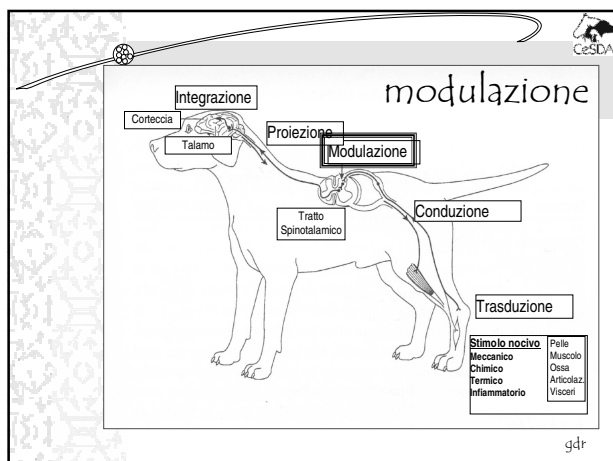 CeSDA
modulazione
Integrazione
Corteccia
Proiezione
Talamo
Modulazione
Tratto
Spinotalamico
Conduzione
Trasduzione
Stimolo nocivo
Meccanico
Chimico
Termico
Infiammatorio
Pelle
Muscolo
Ossa
Articolaz.
Visceri
gdr